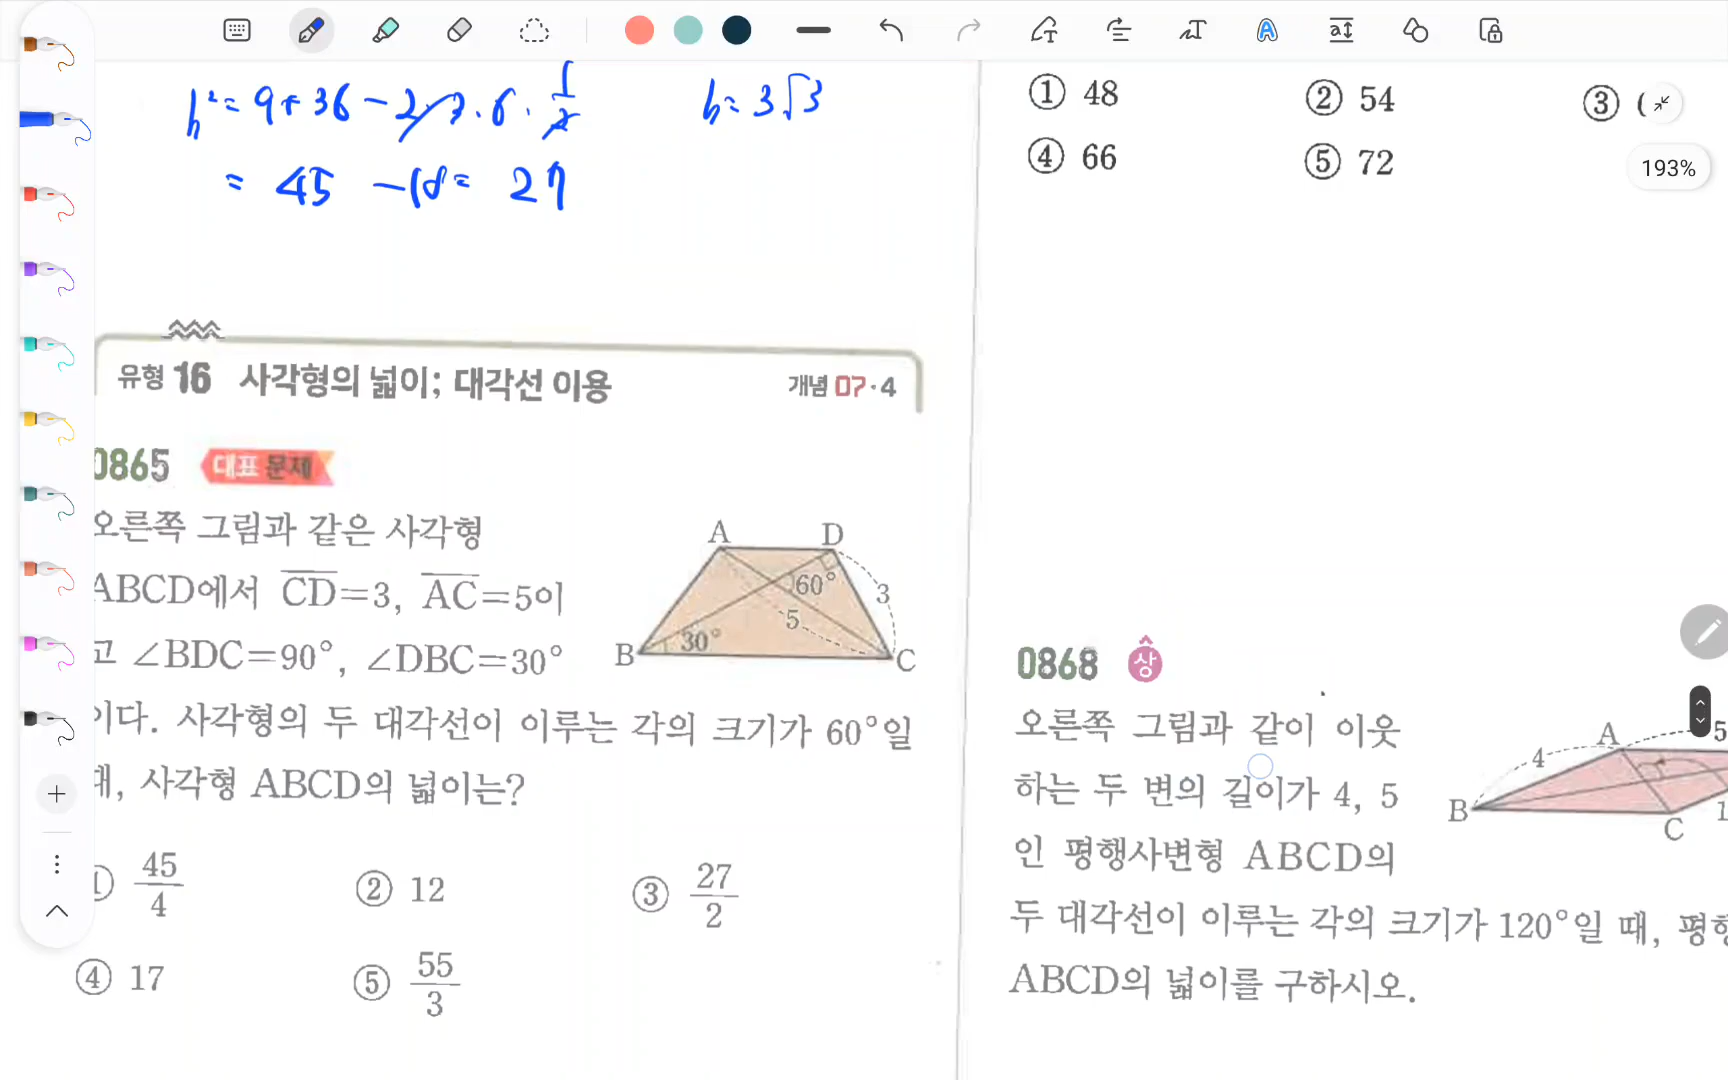 h² = 9 + 36 − 2 · 3 · 6 · 1/2
= 45 − 18 = 27
h = 3√3
유형 16 사각형의 넓이; 대각선 이용
개념 07·4
0865 대표 문제
오른쪽 그림과 같은 사각형
ABCD에서 CD=3, AC=5이
고 ∠BDC=90°, ∠DBC=30°
이다. 사각형의 두 대각선이 이루는 각의 크기가 60°일
때, 사각형 ABCD의 넓이는?
A D
60° 3
5
B 30° C
① 45/4 ② 12 ③ 27/2
④ 17 ⑤ 55/3
① 48 ② 54 ③
④ 66 ⑤ 72
193%
0868 상
오른쪽 그림과 같이 이웃
하는 두 변의 길이가 4, 5
인 평행사변형 ABCD의
두 대각선이 이루는 각의 크기가 120°일 때, 평행
ABCD의 넓이를 구하시오.
A 5
4
B
C